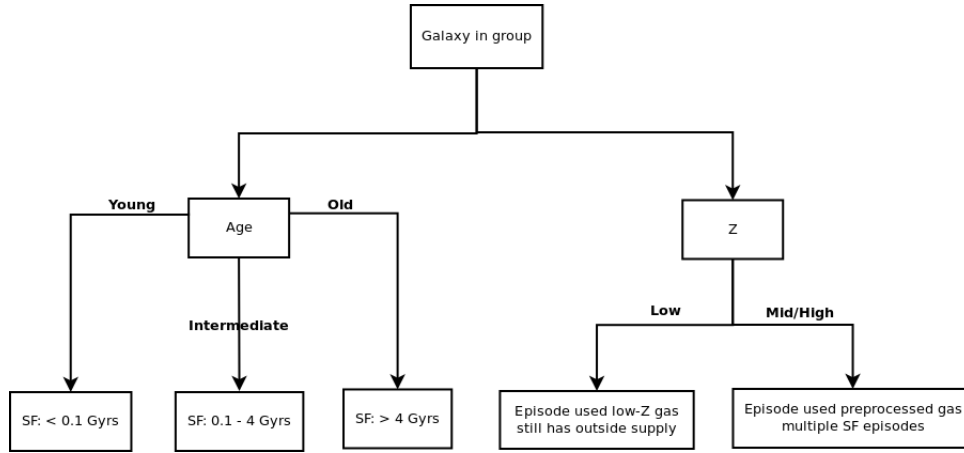 Galaxy in group
Young
Old
Age
Z
Intermediate
Low
Mid/High
SF: < 0.1 Gyrs
SF: 0.1 - 4 Gyrs
SF: > 4 Gyrs
Episode used low-Z gas
still has outside supply
Episode used preprocessed gas
multiple SF episodes